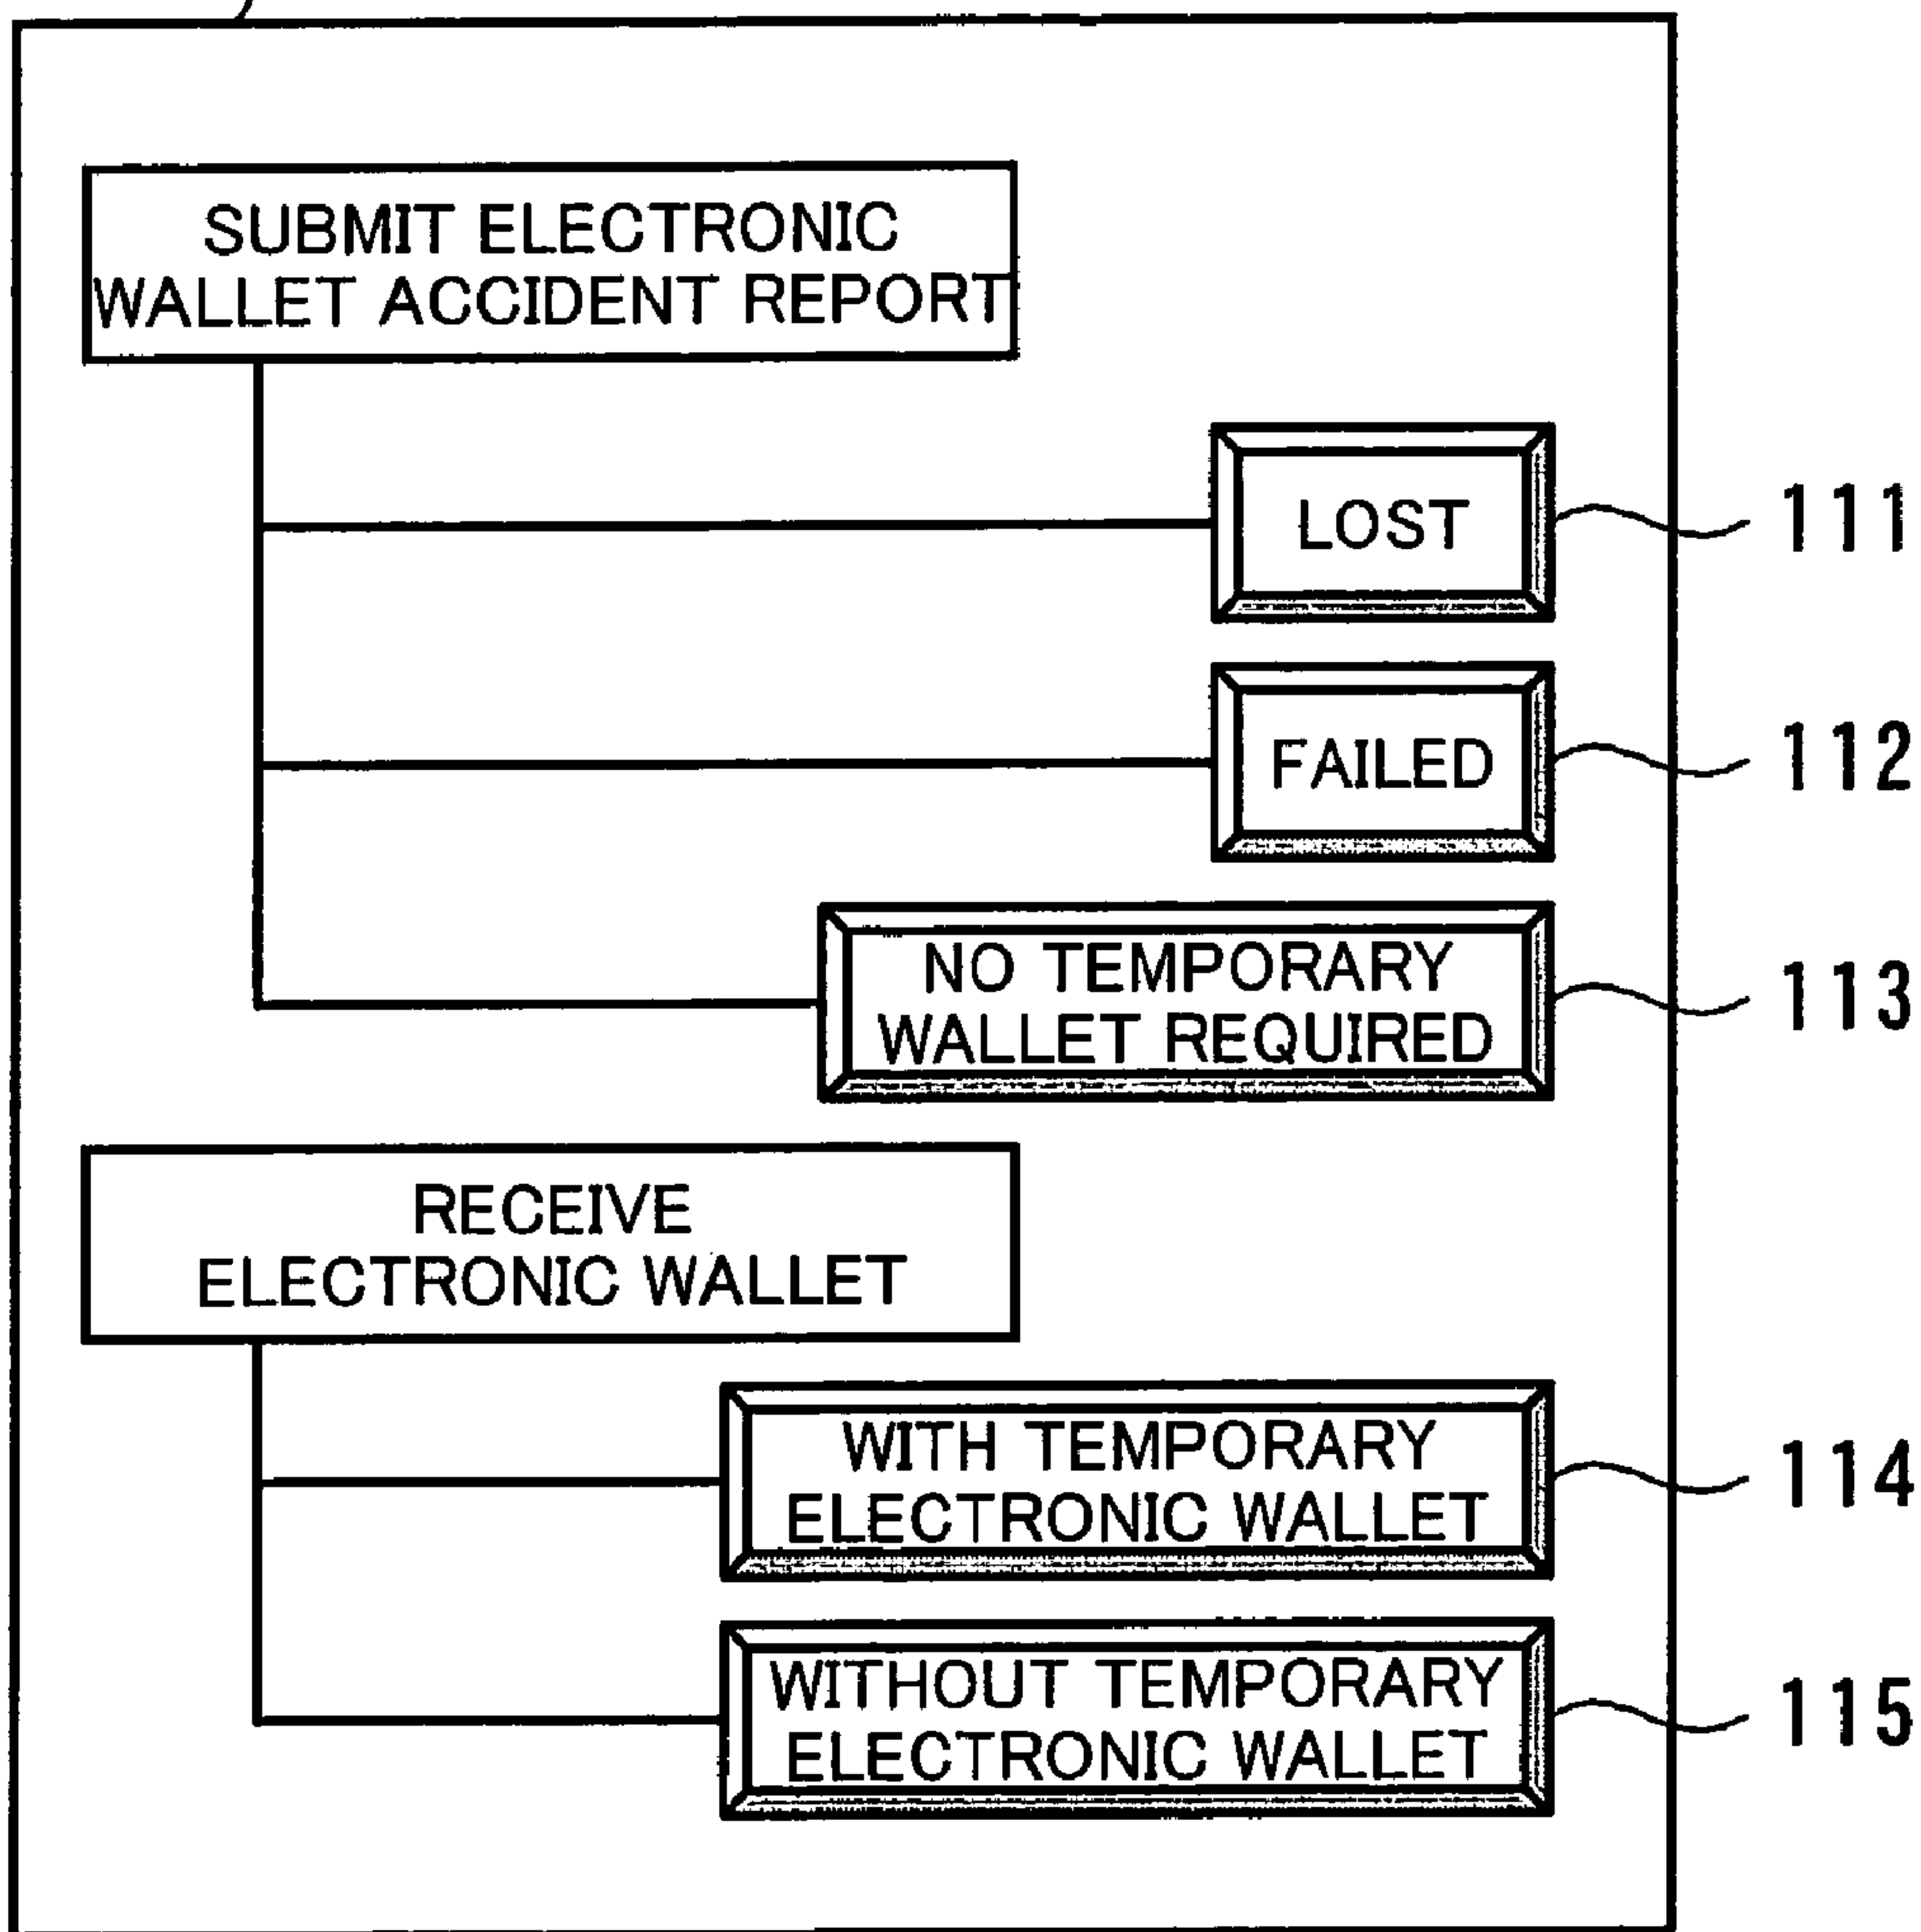 SUBMIT ELECTRONIC
WALLET ACCIDENT REPORT
LOST
111
FAILED
112
NO TEMPORARY
WALLET REQUIRED
113
RECEIVE
ELECTRONIC WALLET
WITH TEMPORARY
ELECTRONIC WALLET
114
WITHOUT TEMPORARY
ELECTRONIC WALLET
115